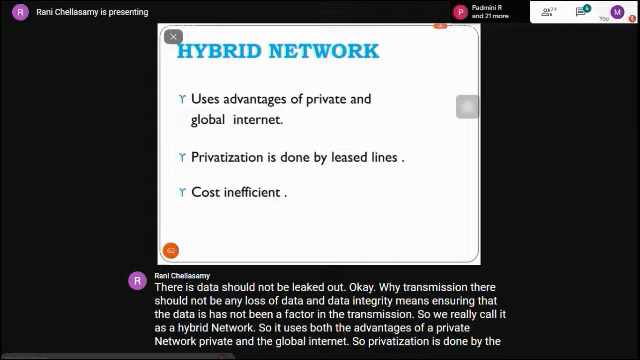 R Rani Chellasamy is presenting
P Padmini R
and 21 more
74
6
You
M
HYBRID NETWORK
Uses advantages of private and
global internet.
Privatization is done by leased lines .
Cost inefficient .
62
R
Rani Chellasamy
There is data should not be leaked out. Okay. Why transmission there
should not be any loss of data and data integrity means ensuring that
the data is has not been a factor in the transmission. So we really call it
as a hybrid Network. So it uses both the advantages of a private
Network private and the global internet. So privatization is done by the